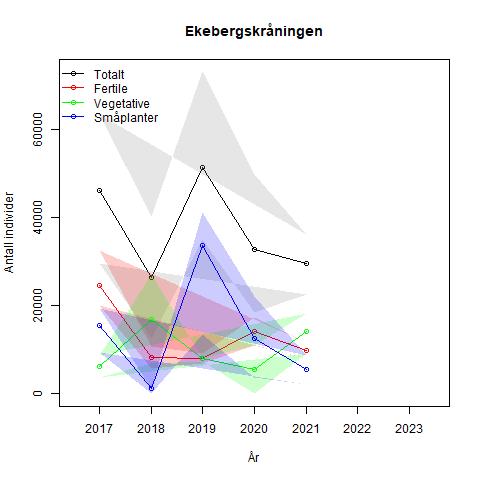 Ekebergskråningen
Totalt
Fertile
Vegetative
Småplanter
Antall individer
60000
40000
20000
0
2017 2018 2019 2020 2021 2022 2023
År